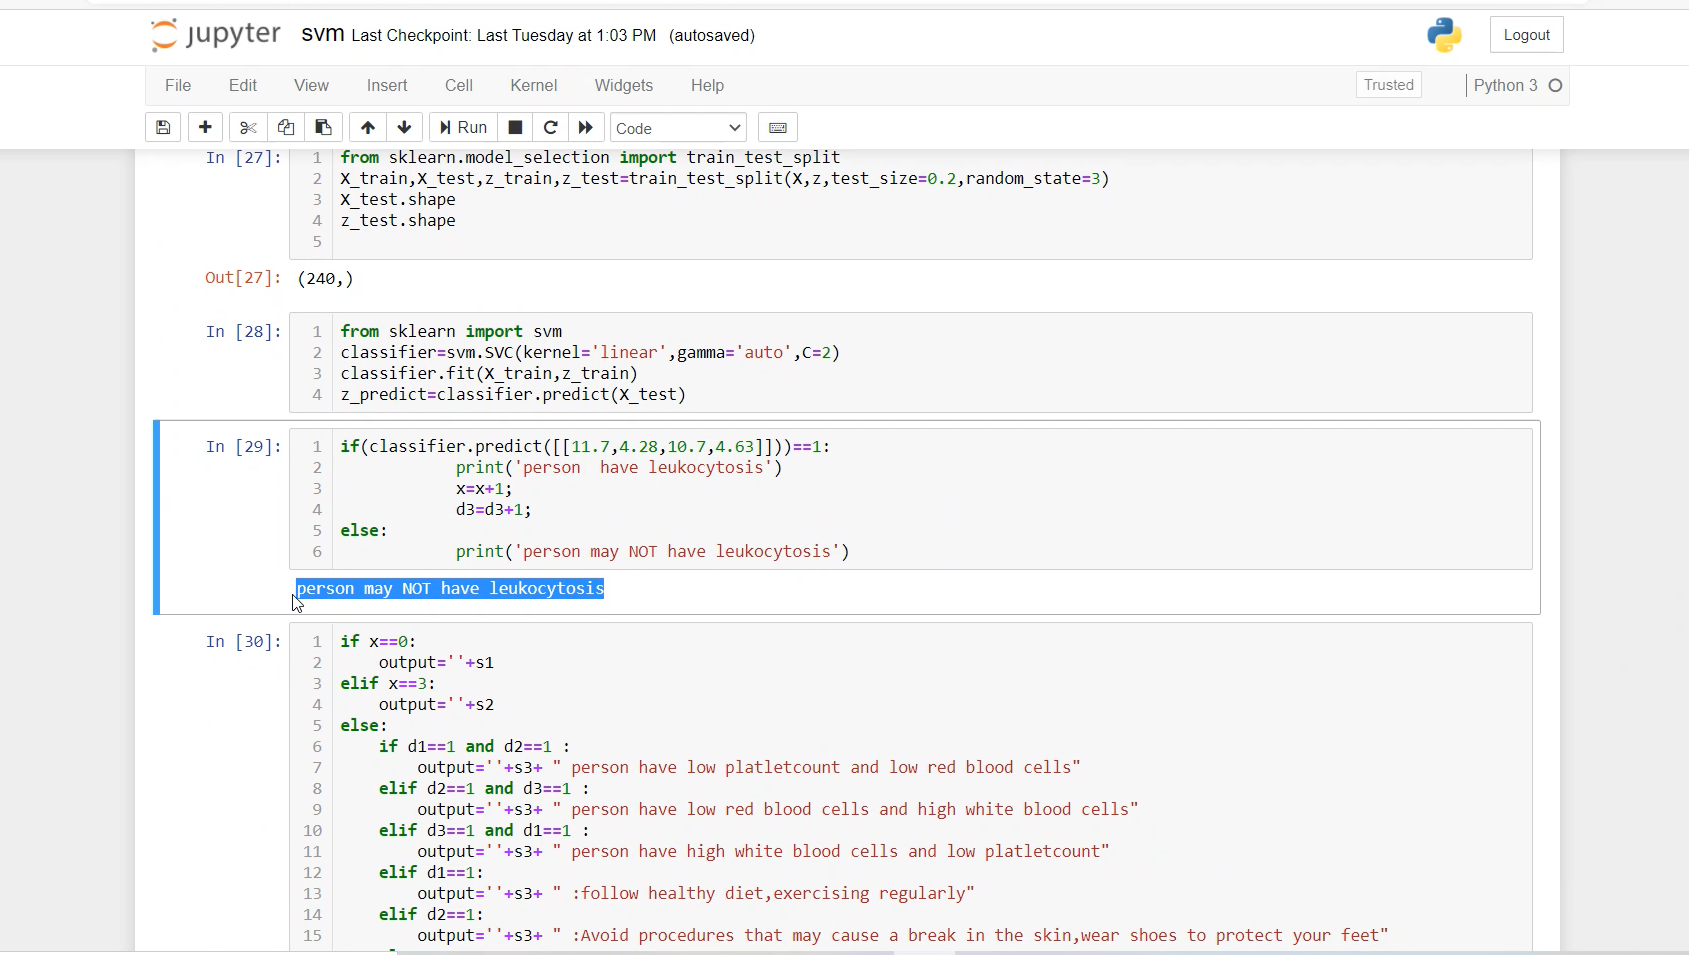 jupyter svm Last Checkpoint: Last Tuesday at 1:03 PM (autosaved) Logout
File Edit View Insert Cell Kernel Widgets Help Trusted Python 3
Run Code
In [27]: 1 from sklearn.model_selection import train_test_split
2 X_train,X_test,z_train,z_test=train_test_split(X,z,test_size=0.2,random_state=3)
3 X_test.shape
4 z_test.shape
5
Out[27]: (240,)
In [28]: 1 from sklearn import svm
2 classifier=svm.SVC(kernel='linear',gamma='auto',C=2)
3 classifier.fit(X_train,z_train)
4 z_predict=classifier.predict(X_test)
In [29]: 1 if(classifier.predict([[11.7,4.28,10.7,4.63]]))==1:
2 print('person  have leukocytosis')
3 x=x+1;
4 d3=d3+1;
5 else:
6 print('person may NOT have leukocytosis')
person may NOT have leukocytosis
In [30]: 1 if x==0:
2 output=''+s1
3 elif x==3:
4 output=''+s2
5 else:
6 if d1==1 and d2==1 :
7 output=''+s3+ " person have low platletcount and low red blood cells"
8 elif d2==1 and d3==1 :
9 output=''+s3+ " person have low red blood cells and high white blood cells"
10 elif d3==1 and d1==1 :
11 output=''+s3+ " person have high white blood cells and low platletcount"
12 elif d1==1:
13 output=''+s3+ " :follow healthy diet,exercising regularly"
14 elif d2==1:
15 output=''+s3+ " :Avoid procedures that may cause a break in the skin,wear shoes to protect your feet"